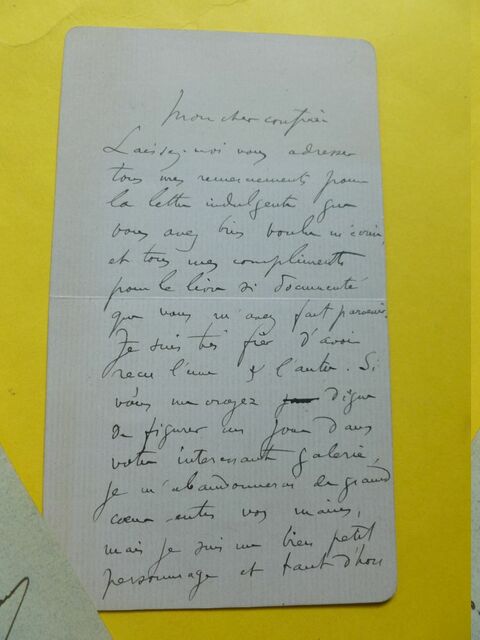 Mon cher confrère
Laissez-moi vous adresser
tous mes remerciements pour
la lettre indulgente que
vous avez bien voulu m'écrire,
et tous mes compliments
pour le livre si documenté
que vous m'avez fait parvenir.
Je suis très fier d'avoir
reçu l'une & l'autre. Si
vous me croyez digne
de figurer un jour dans
votre intéressante galerie,
je m'abandonnerai de grand
cœur entre vos mains,
mais je suis un bien petit
personnage et tant d'hom